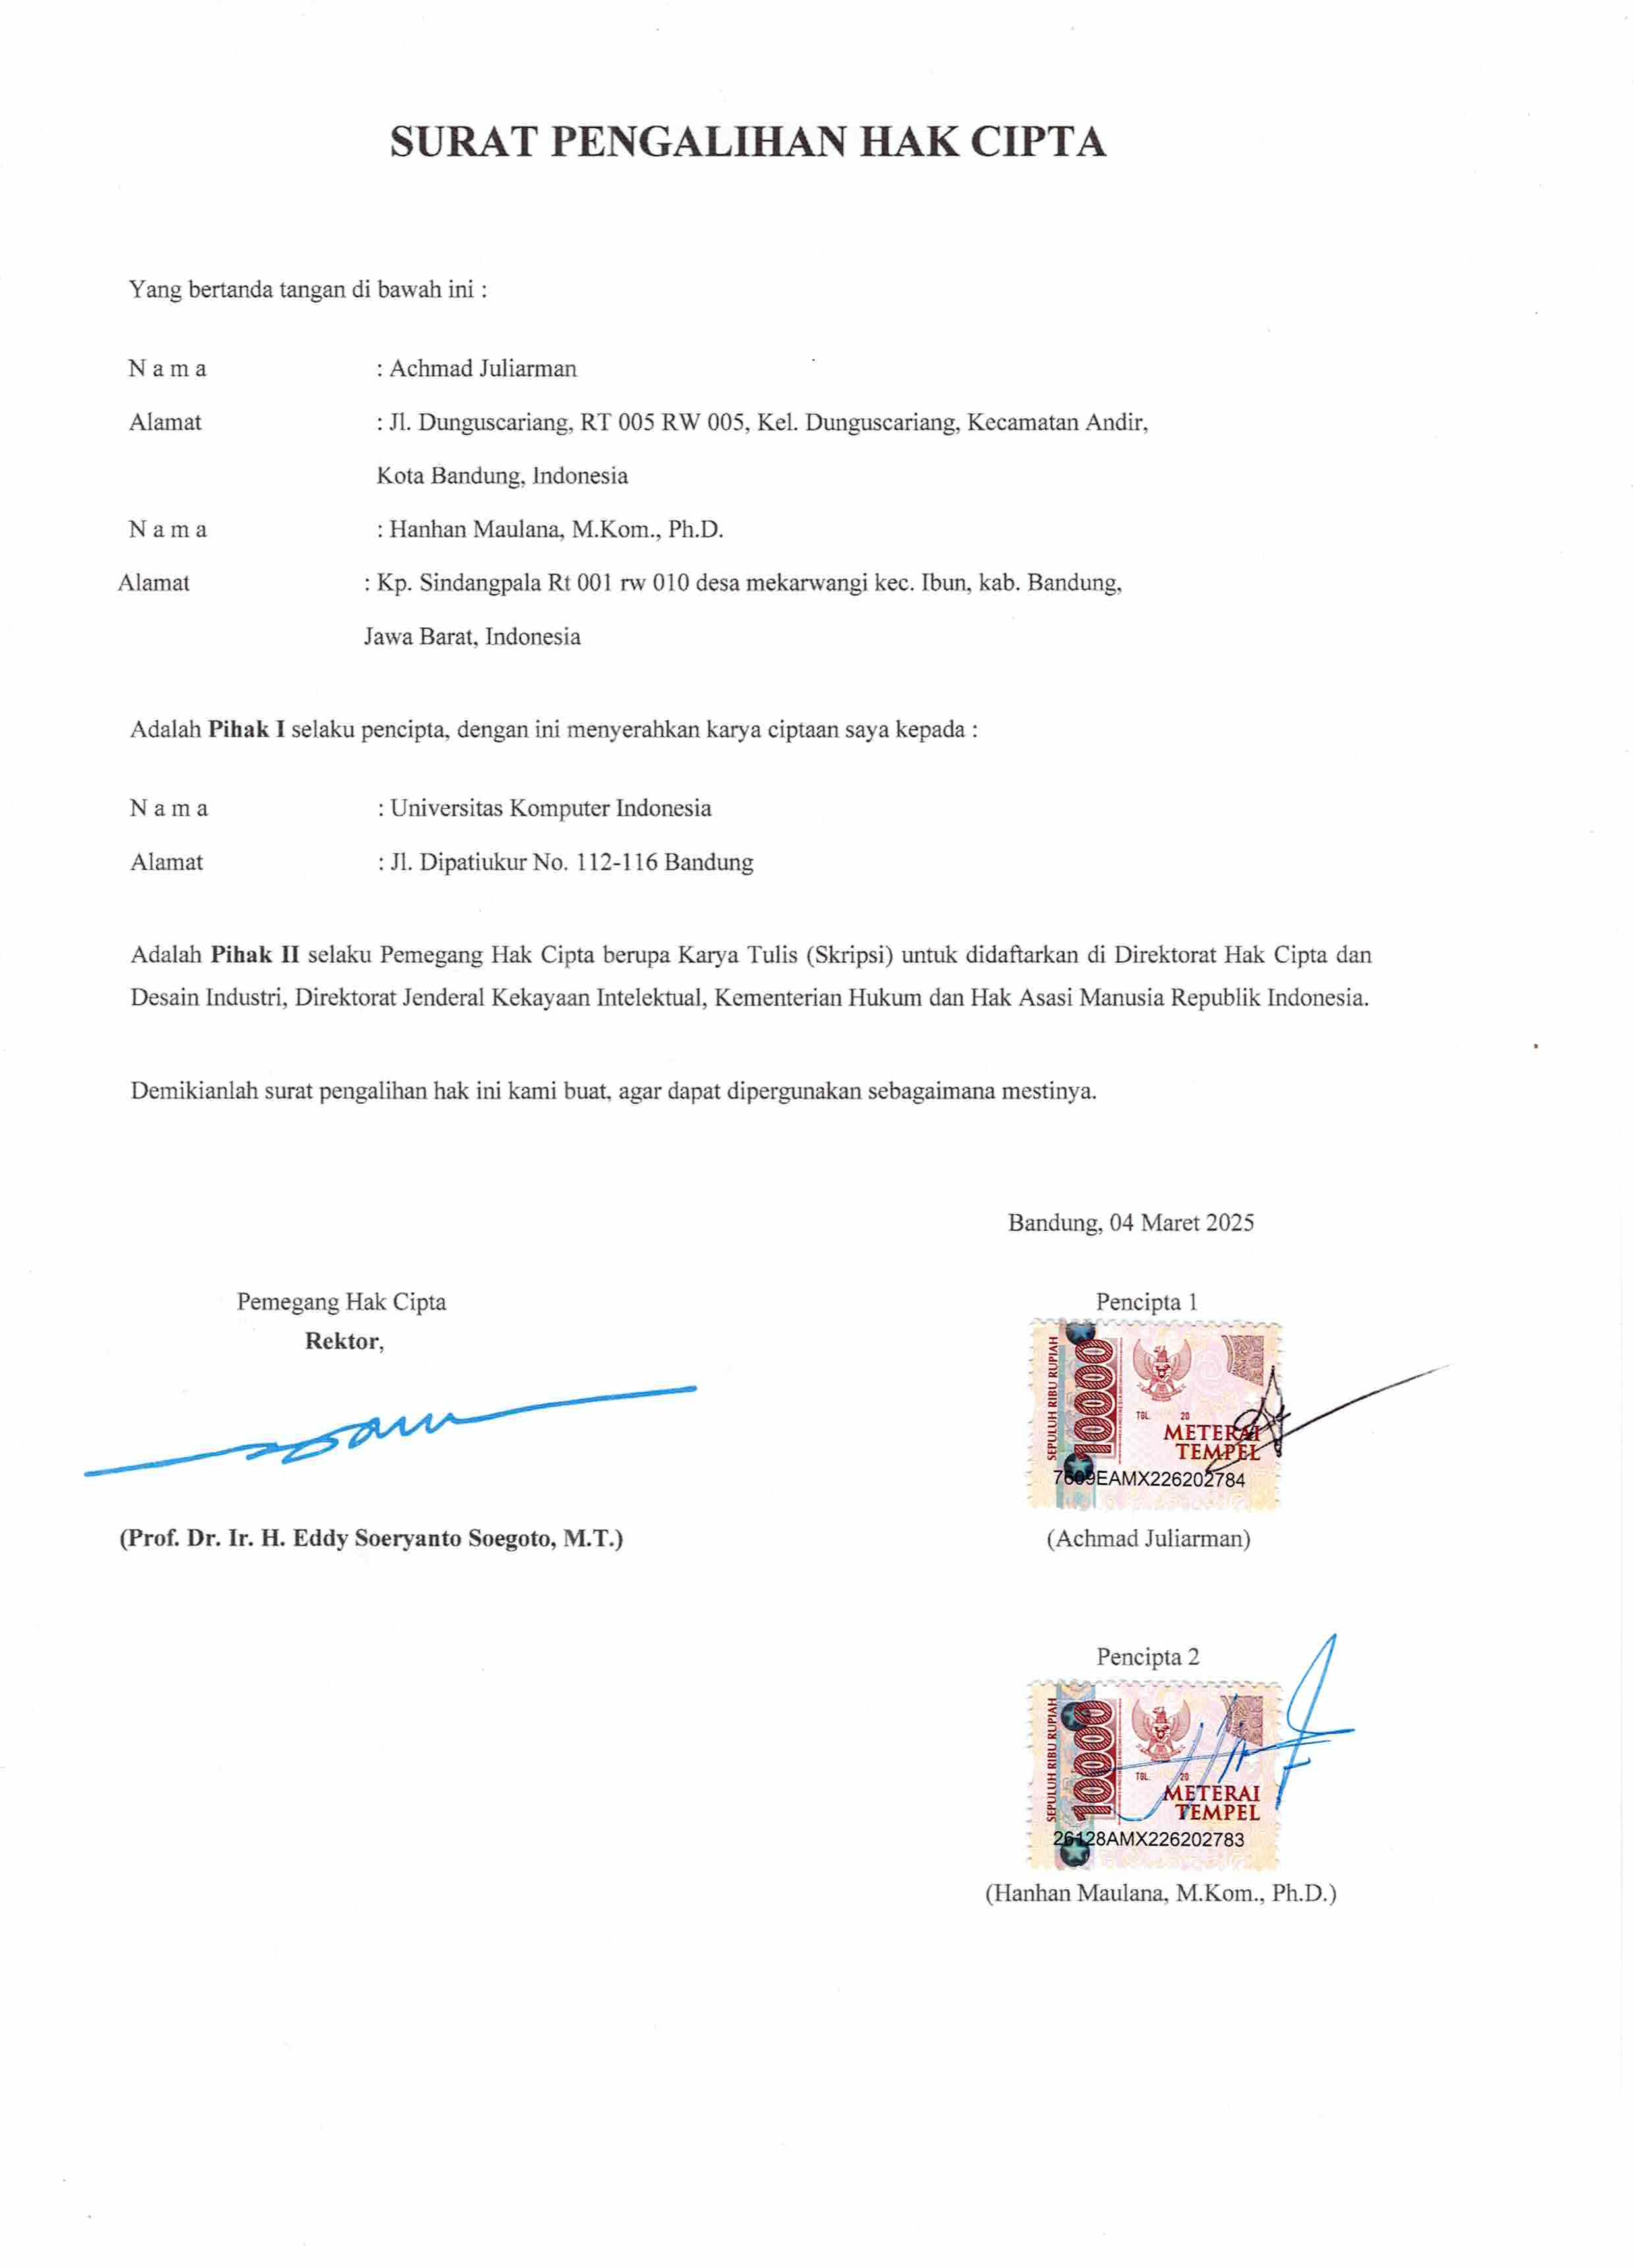 SURAT PENGALIHAN HAK CIPTA
Yang bertanda tangan di bawah ini :
N a m a : Achmad Juliarman
Alamat : Jl. Dunguscariang, RT 005 RW 005, Kel. Dunguscariang, Kecamatan Andir,
Kota Bandung, Indonesia
N a m a : Hanhan Maulana, M.Kom., Ph.D.
Alamat : Kp. Sindangpala Rt 001 rw 010 desa mekarwangi kec. Ibun, kab. Bandung,
Jawa Barat, Indonesia
Adalah Pihak I selaku pencipta, dengan ini menyerahkan karya ciptaan saya kepada :
N a m a : Universitas Komputer Indonesia
Alamat : Jl. Dipatiukur No. 112-116 Bandung
Adalah Pihak II selaku Pemegang Hak Cipta berupa Karya Tulis (Skripsi) untuk didaftarkan di Direktorat Hak Cipta dan
Desain Industri, Direktorat Jenderal Kekayaan Intelektual, Kementerian Hukum dan Hak Asasi Manusia Republik Indonesia.
Demikianlah surat pengalihan hak ini kami buat, agar dapat dipergunakan sebagaimana mestinya.
Bandung, 04 Maret 2025
Pemegang Hak Cipta
Rektor,
(Prof. Dr. Ir. H. Eddy Soeryanto Soegoto, M.T.)
Pencipta 1
SEPULUH RIBU RUPIAH
10000
TGL. 20
METERAI
TEMPEL
7609EAMX226202784
(Achmad Juliarman)
Pencipta 2
SEPULUH RIBU RUPIAH
10000
TGL. 20
METERAI
TEMPEL
26128AMX226202783
(Hanhan Maulana, M.Kom., Ph.D.)